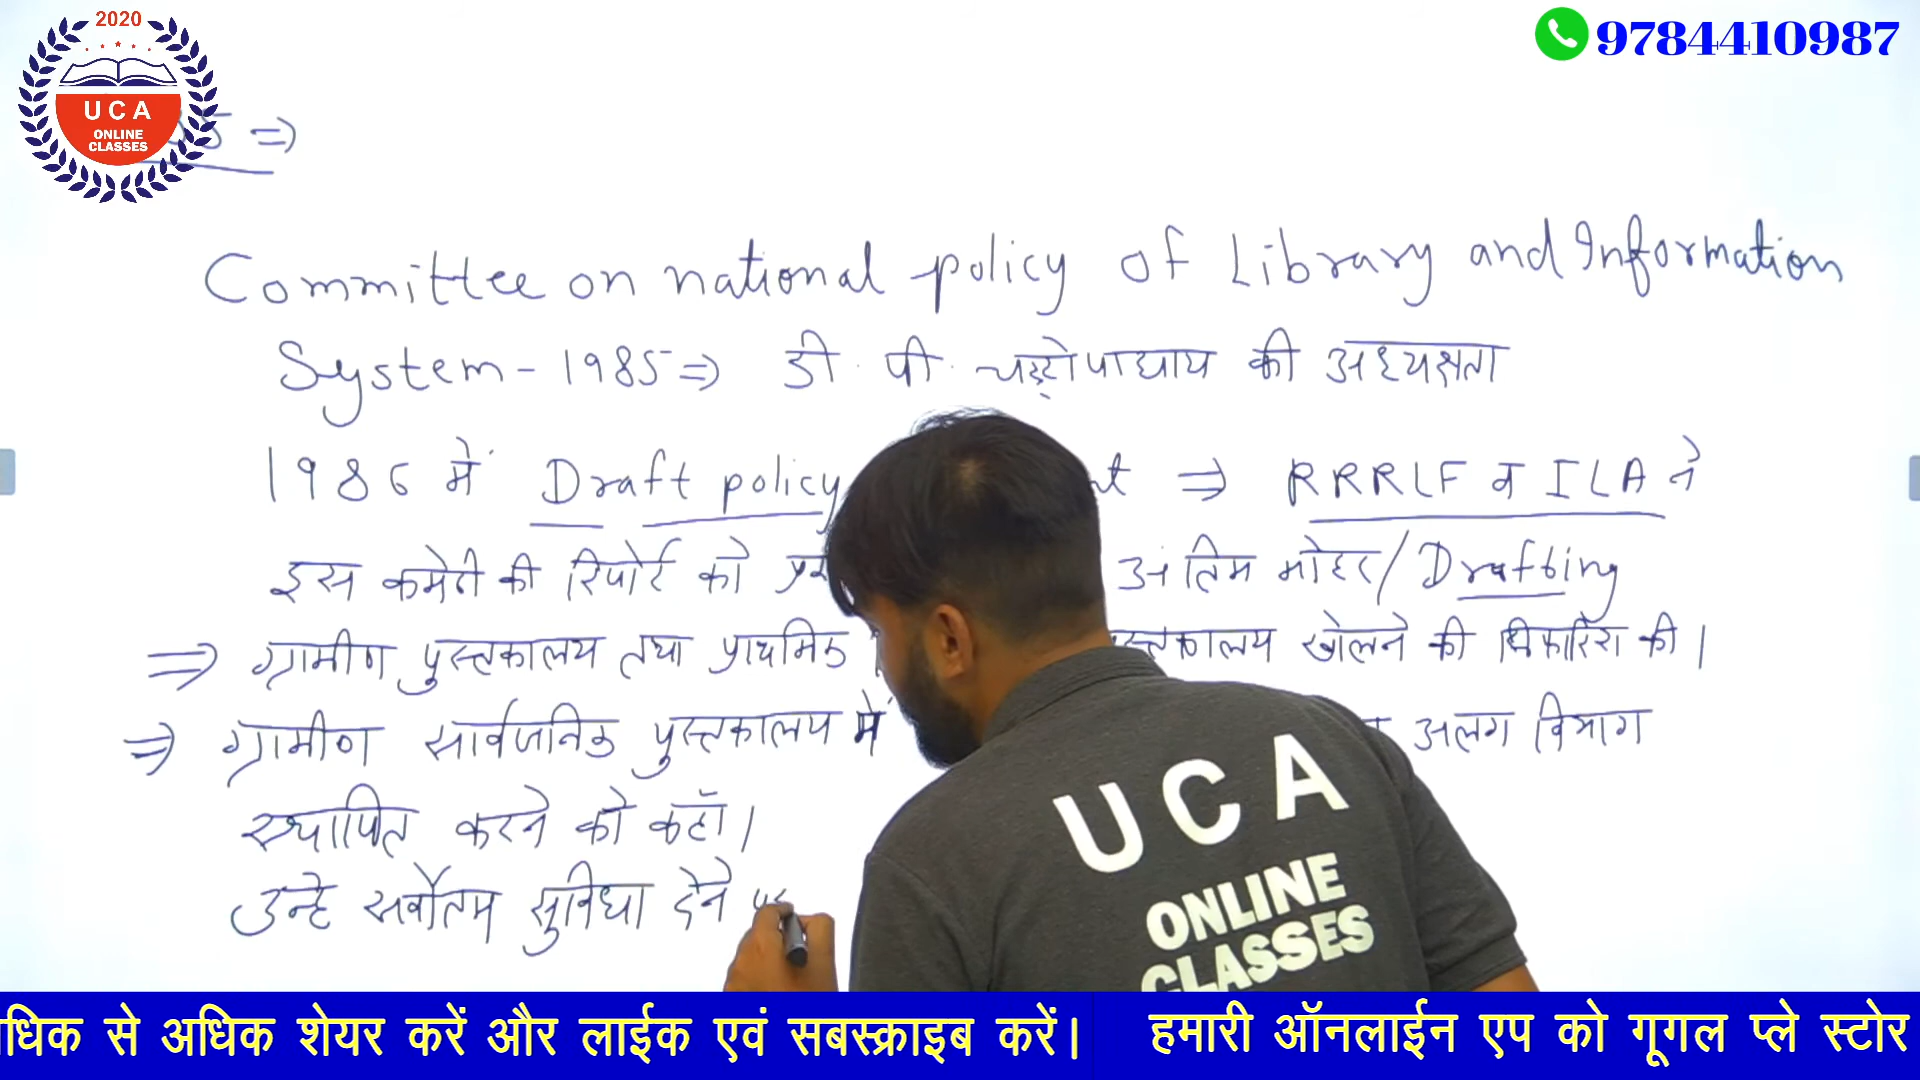 2020
UCA
ONLINE
CLASSES
9784410987
5 =>
Committee on national policy of Library and Information
System - 1985 => डी. पी. चट्टोपाध्याय की अध्यक्षता
1986 में Draft policy => RRRLF व ILA ने
इस कमेटी की रिपोर्ट को अंतिम मोहर / Drafting
=> ग्रामीण पुस्तकालय तथा प्राथमिक पुस्तकालय खोलने की सिफारिश की।
=> ग्रामीण सार्वजनिक पुस्तकालय में अलग विभाग
स्थापित करने को कहाँ।
उन्हे सर्वोतम सुविधा देने
UCA
ONLINE
CLASSES
धिक से अधिक शेयर करें और लाईक एवं सबस्क्राइब करें। हमारी ऑनलाईन एप को गूगल प्ले स्टोर